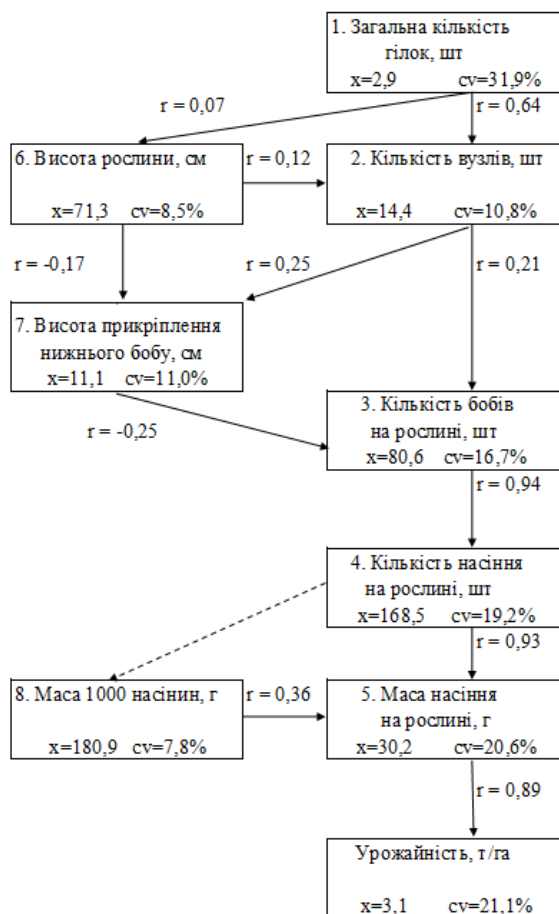 1. Загальна кількість
гілок, шт
x=2,9 cv=31,9%
r = 0,07
r = 0,64
6. Висота рослини, см
x=71,3 cv=8,5%
r = 0,12
2. Кількість вузлів, шт
x=14,4 cv=10,8%
r = -0,17
r = 0,25
r = 0,21
7. Висота прикріплення
нижнього бобу, см
x=11,1 cv=11,0%
r = -0,25
3. Кількість бобів
на рослині, шт
x=80,6 cv=16,7%
r = 0,94
4. Кількість насіння
на рослині, шт
x=168,5 cv=19,2%
r = 0,93
8. Маса 1000 насінин, г
x=180,9 cv=7,8%
r = 0,36
5. Маса насіння
на рослині, г
x=30,2 cv=20,6%
r = 0,89
Урожайність, т/га
x=3,1 cv=21,1%